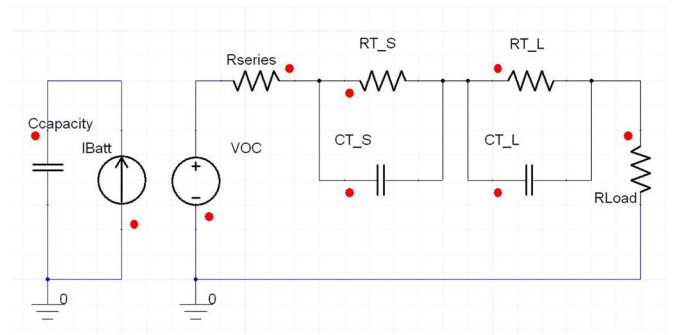 RT_S
RT_L
Rseries
Ccapacity
IBatt
VOC
CT_S
CT_L
RLoad
0
0